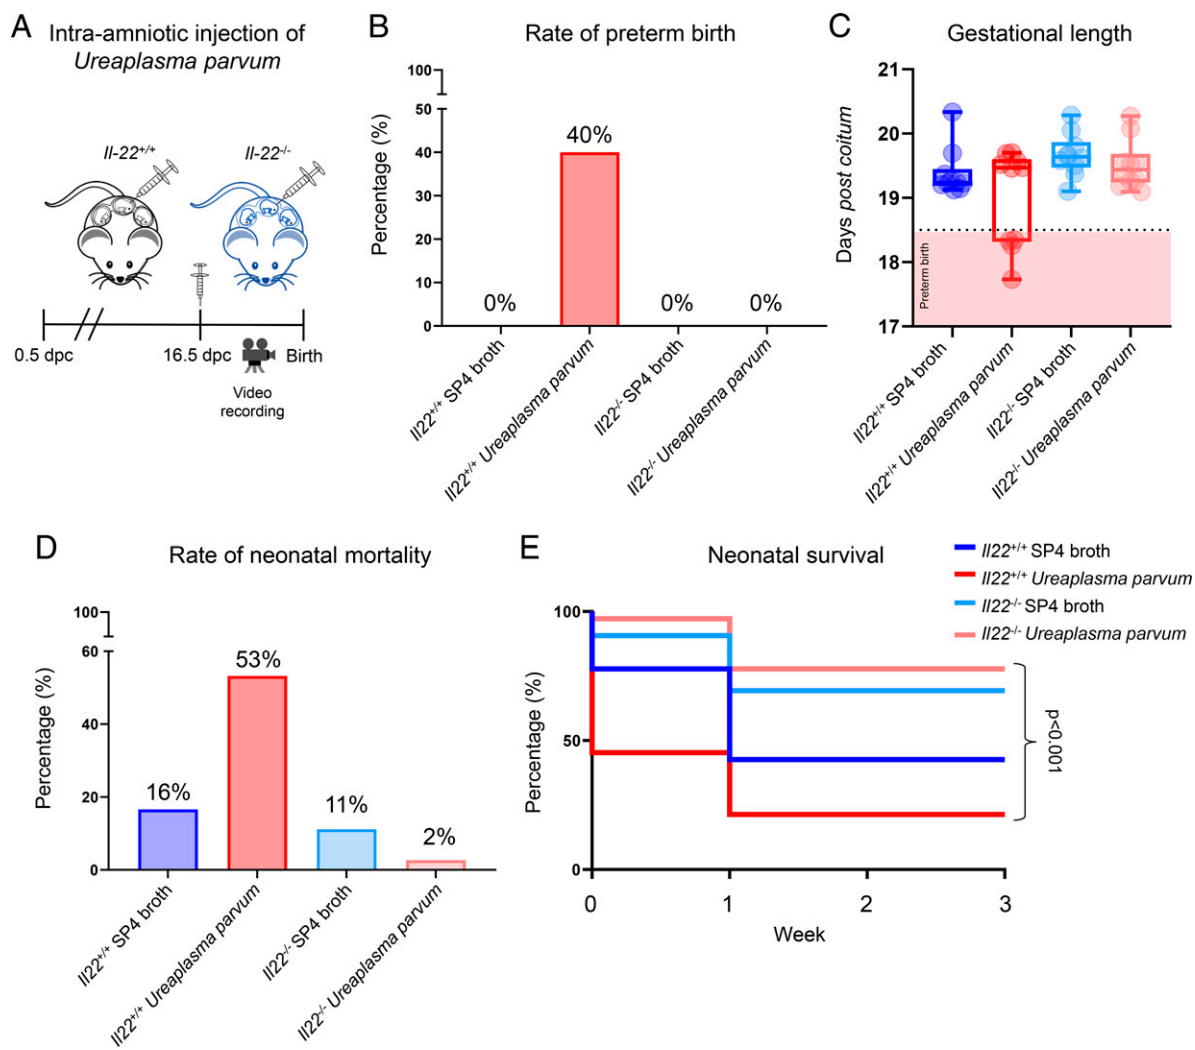 A
Intra-amniotic injection of
Ureaplasma parvum
Il-22+/+
Il-22-/-
0.5 dpc
16.5 dpc
Birth
Video
recording
B
Rate of preterm birth
Percentage (%)
100
50
40
30
20
10
0
0%
40%
0%
0%
Il22+/+ SP4 broth
Il22+/+ Ureaplasma parvum
Il22-/- SP4 broth
Il22-/- Ureaplasma parvum
C
Gestational length
Days post coitum
21
20
19
18
17
Preterm birth
Il22+/+ SP4 broth
Il22+/+ Ureaplasma parvum
Il22-/- SP4 broth
Il22-/- Ureaplasma parvum
D
Rate of neonatal mortality
Percentage (%)
100
60
40
20
0
16%
53%
11%
2%
Il22+/+ SP4 broth
Il22+/+ Ureaplasma parvum
Il22-/- SP4 broth
Il22-/- Ureaplasma parvum
E
Neonatal survival
Il22+/+ SP4 broth
Il22+/+ Ureaplasma parvum
Il22-/- SP4 broth
Il22-/- Ureaplasma parvum
Percentage (%)
100
50
0
0
1
2
3
Week
p<0.001